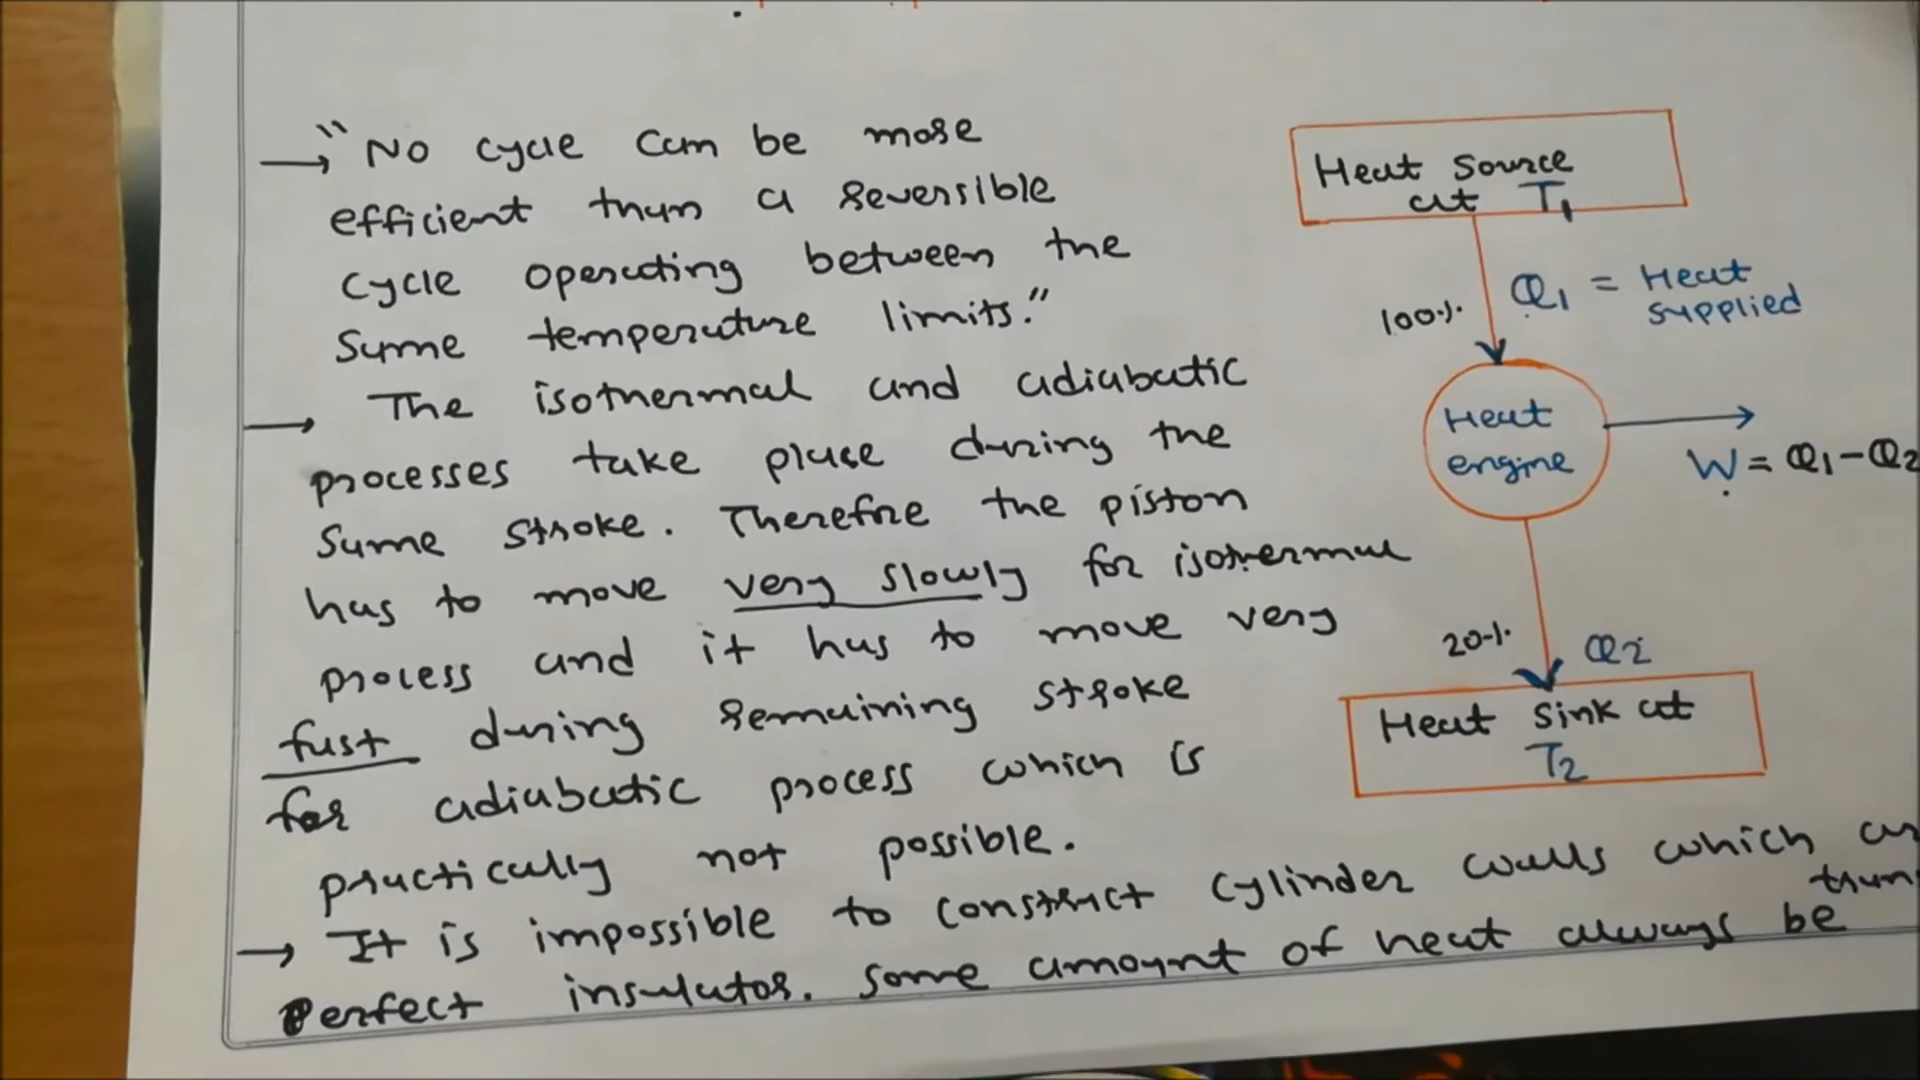 → "No cycle can be more
efficient than a reversible
cycle operating between the
same temperature limits."
→ The isothermal and adiabatic
processes take place during the
same stroke. Therefore the piston
has to move very slowly for isothermal
process and it has to move very
fast during remaining stroke
for adiabatic process which is
practically not possible.
→ It is impossible to construct cylinder walls which
perfect insulator. Some amount of heat always be
Heat Source
at T1
100%
Q1 = Heat
supplied
Heat
engine
W = Q1-Q2
20%
Q2
Heat sink at
T2